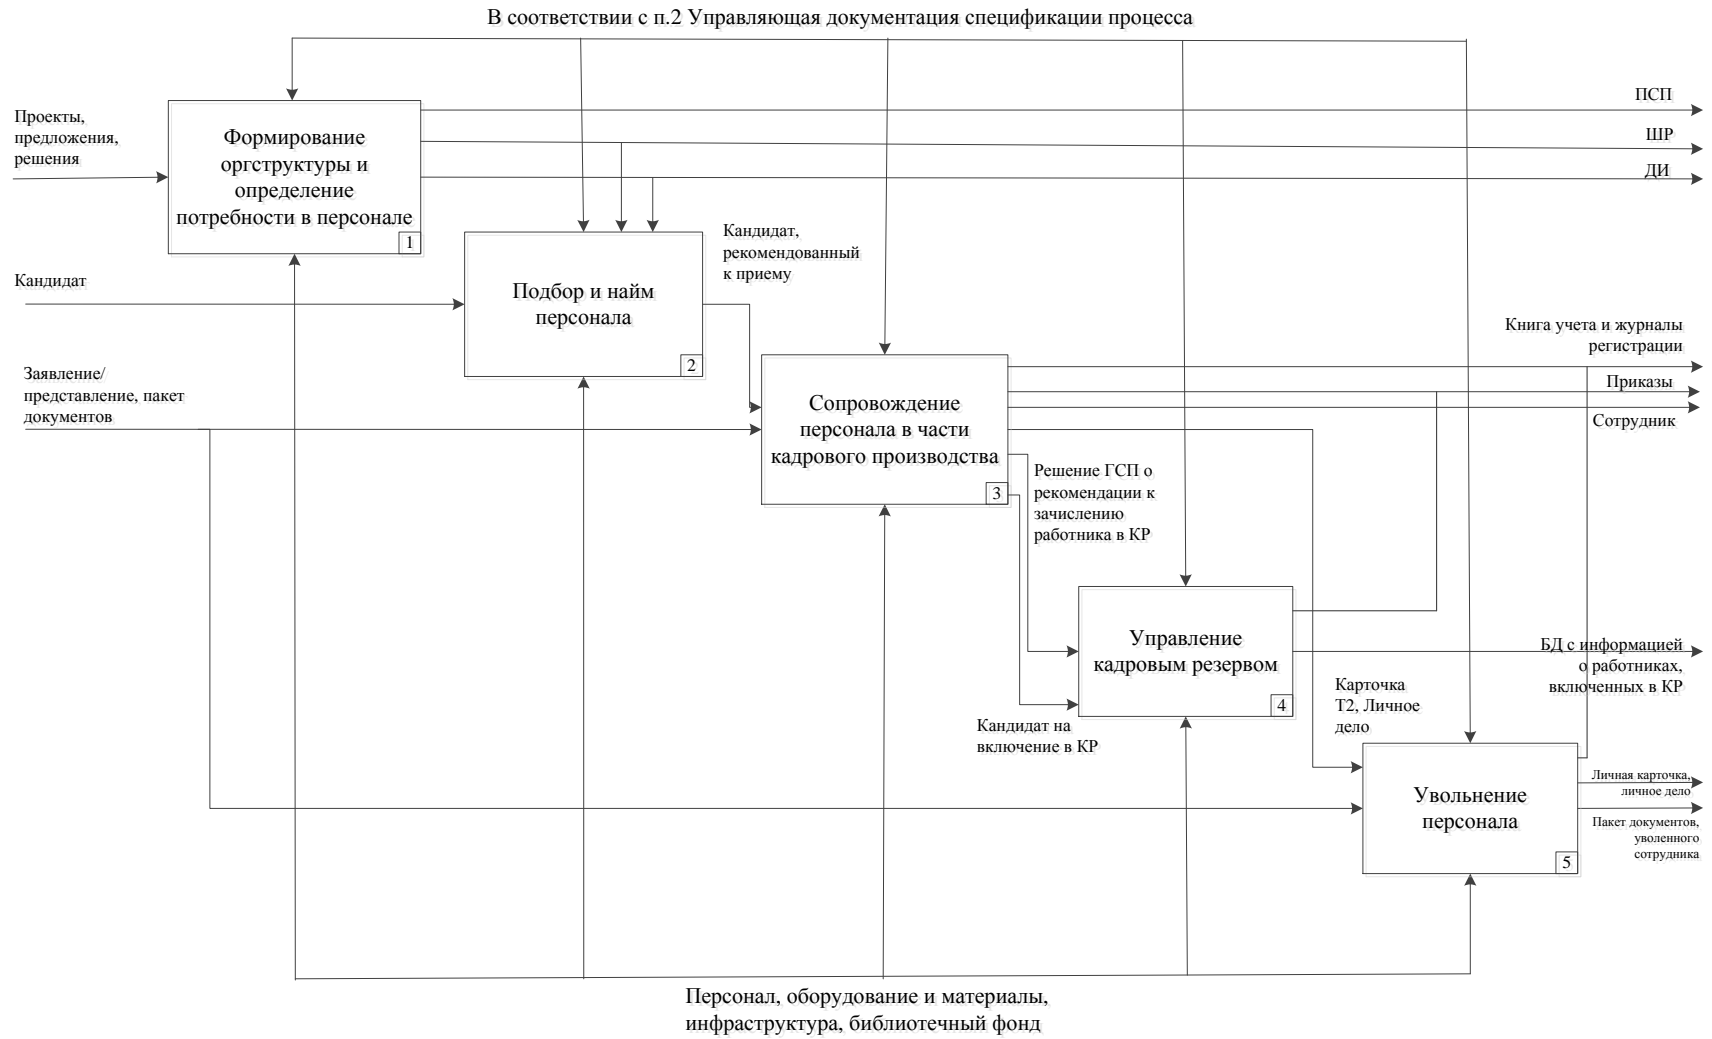 В соответствии с п.2 Управляющая документация спецификации процесса
Проекты,
предложения,
решения
Формирование
оргструктуры и
определение
потребности в персонале
1
ПСП
ШР
ДИ
Кандидат
Подбор и найм
персонала
2
Кандидат,
рекомендованный
к приему
Заявление/
представление, пакет
документов
Сопровождение
персонала в части
кадрового производства
3
Книга учета и журналы
регистрации
Приказы
Сотрудник
Решение ГСП о
рекомендации к
зачислению
работника в КР
Управление
кадровым резервом
4
Кандидат на
включение в КР
БД с информацией
о работниках,
включенных в КР
Карточка
Т2, Личное
дело
Увольнение
персонала
5
Личная карточка,
личное дело
Пакет документов,
уволенного
сотрудника
Персонал, оборудование и материалы,
инфраструктура, библиотечный фонд